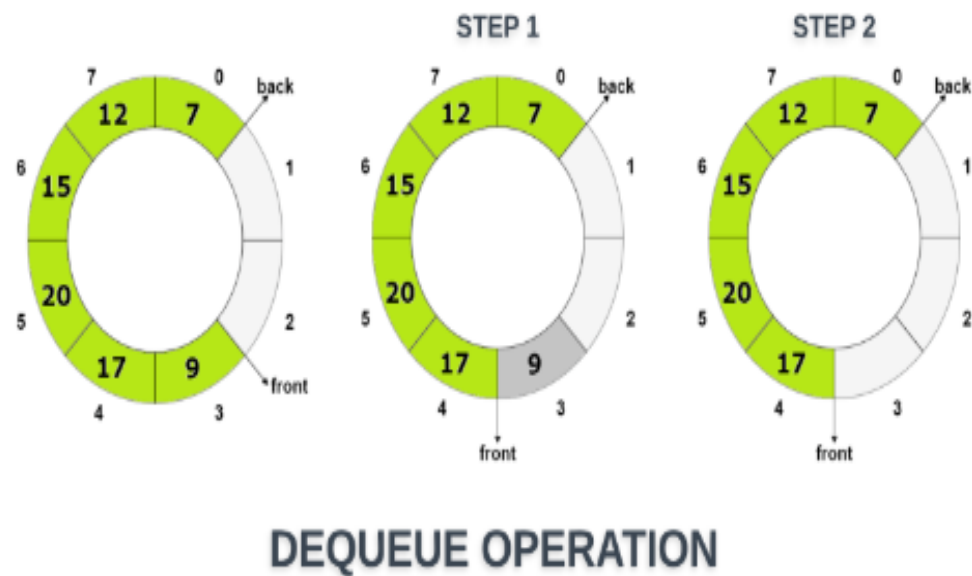 STEP 1 STEP 2
7 0 back 7 0 back 7 0 back
12 7 12 7 12 7
6 1 6 1 6 1
15 15 15
20 20 20
5 2 5 2 5 2
17 9 17 9 17
front
4 3 4 3 4 3
front front
DEQUEUE OPERATION